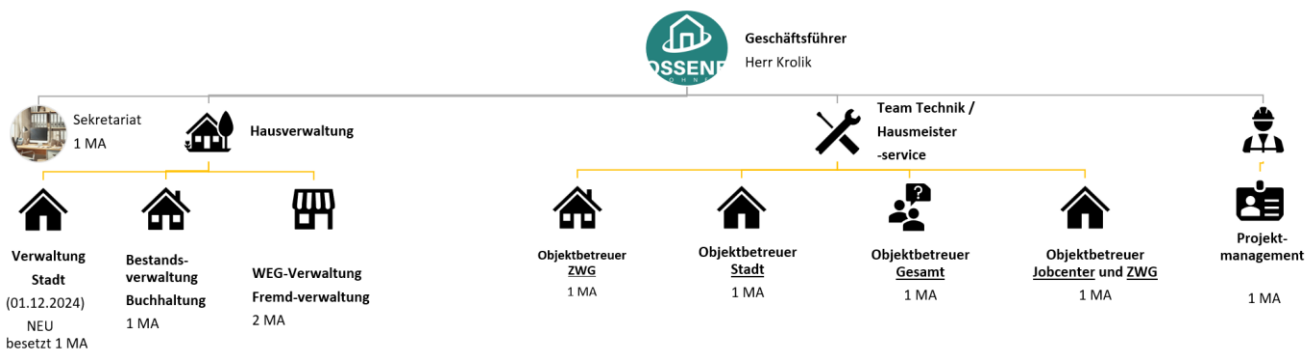 Geschäftsführer
Herr Krolik
OSSENE
OHN
Sekretariat
1 MA
Hausverwaltung
Team Technik /
Hausmeister
-service
Verwaltung
Stadt
(01.12.2024)
NEU
besetzt 1 MA
Bestands-
verwaltung
Buchhaltung
1 MA
WEG-Verwaltung
Fremd-verwaltung
2 MA
Objektbetreuer
ZWG
1 MA
Objektbetreuer
Stadt
1 MA
?
Objektbetreuer
Gesamt
1 MA
Objektbetreuer
Jobcenter und ZWG
1 MA
Projekt-
management
1 MA